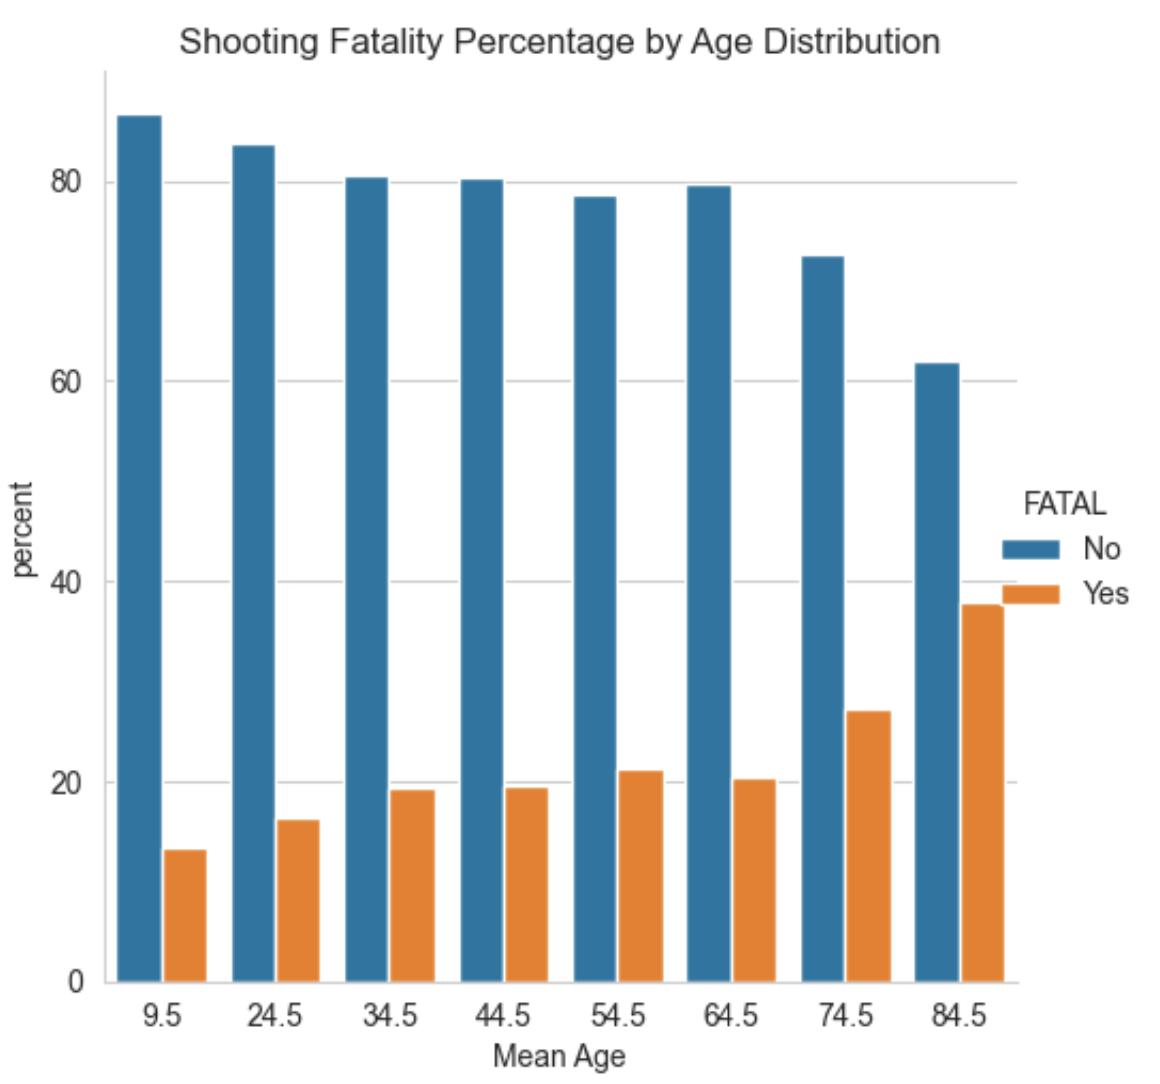 Shooting Fatality Percentage by Age Distribution
80
60
40
20
0
percent
9.5 24.5 34.5 44.5 54.5 64.5 74.5 84.5
Mean Age
FATAL
No
Yes